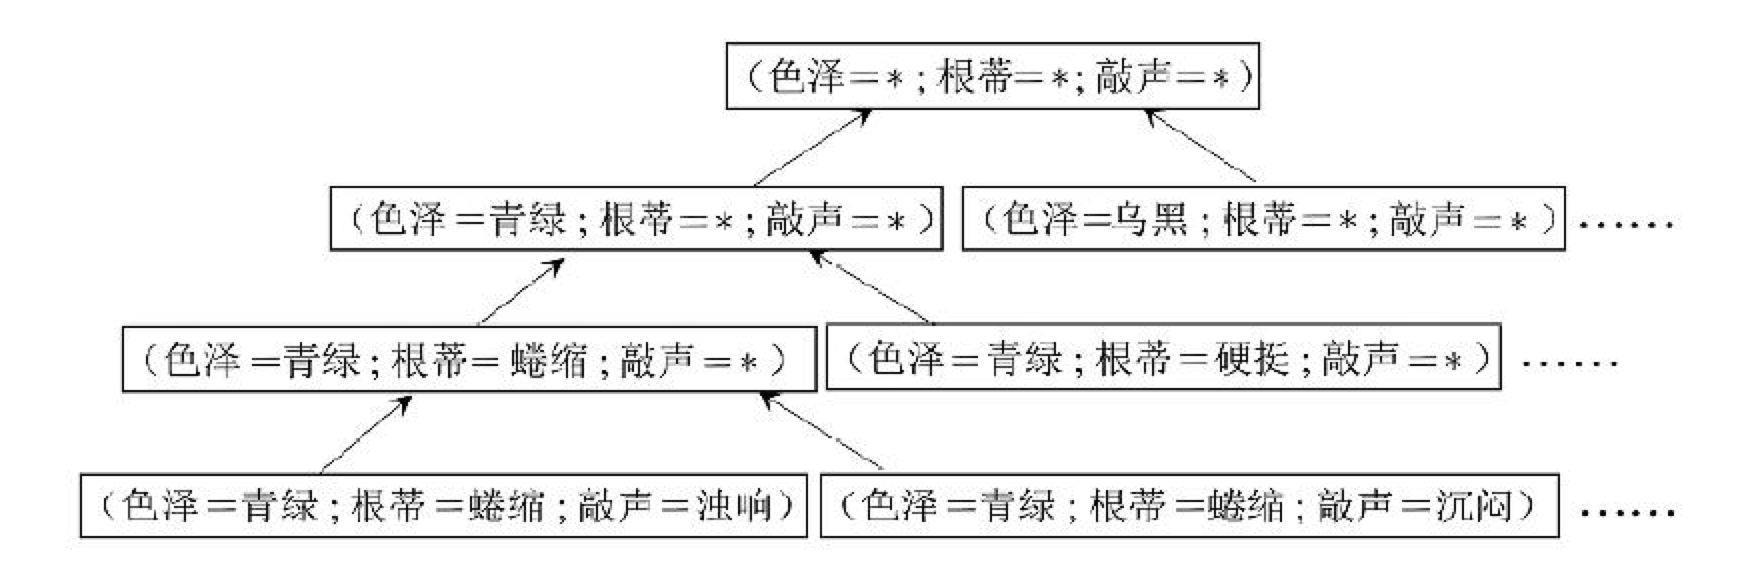 (色泽=*;根蒂=*;敲声=*)
(色泽=青绿;根蒂=*;敲声=*) (色泽=乌黑;根蒂=*;敲声=*) ……
(色泽=青绿;根蒂=蜷缩;敲声=*) (色泽=青绿;根蒂=硬挺;敲声=*) ……
(色泽=青绿;根蒂=蜷缩;敲声=浊响) (色泽=青绿;根蒂=蜷缩;敲声=沉闷) ……